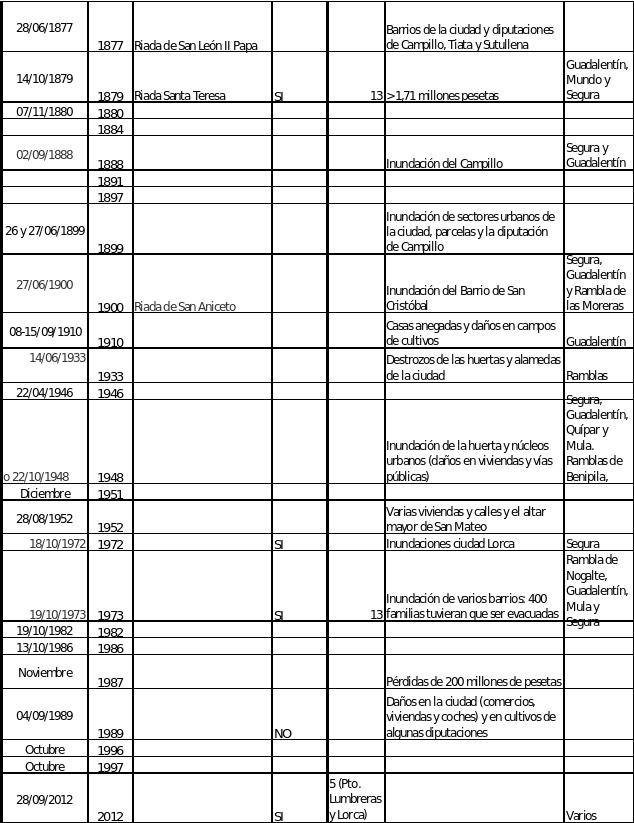 28/06/1877 1877 Riada de San León II Papa Barrios de la ciudad y diputaciones
de Campillo, Tiata y Sutullena
14/10/1879 1879 Riada Santa Teresa SI 13 >1,71 millones pesetas Guadalentín,
Mundo y
Segura
07/11/1880 1880
1884
02/09/1888 1888 Inundación del Campillo Segura y
Guadalentín
1891
1897
26 y 27/06/1899 1899 Inundación de sectores urbanos de
la ciudad, parcelas y la diputación
de Campillo
27/06/1900 1900 Riada de San Aniceto Inundación del Barrio de San
Cristóbal Segura,
Guadalentín
y Rambla de
las Moreras
08-15/09/1910 1910 Casas anegadas y daños en campos
de cultivos Guadalentín
14/06/1933 1933 Destrozos de las huertas y alamedas
de la ciudad Ramblas
22/04/1946 1946
o 22/10/1948 1948 Inundación de la huerta y núcleos
urbanos (daños en viviendas y vías
públicas) Segura,
Guadalentín,
Quípar y
Mula.
Ramblas de
Benipila,
Diciembre 1951
28/08/1952 1952 Varias viviendas y calles y el altar
mayor de San Mateo
18/10/1972 1972 SI Inundaciones ciudad Lorca Segura
19/10/1973 1973 SI 13 Inundación de varios barrios: 400
familias tuvieran que ser evacuadas Rambla de
Nogalte,
Guadalentín,
Mula y
Segura
19/10/1982 1982
13/10/1986 1986
Noviembre 1987 Pérdidas de 200 millones de pesetas
04/09/1989 1989 NO Daños en la ciudad (comercios,
viviendas y coches) y en cultivos de
algunas diputaciones
Octubre 1996
Octubre 1997
28/09/2012 2012 SI 5 (Pto.
Lumbreras
y Lorca) Varios